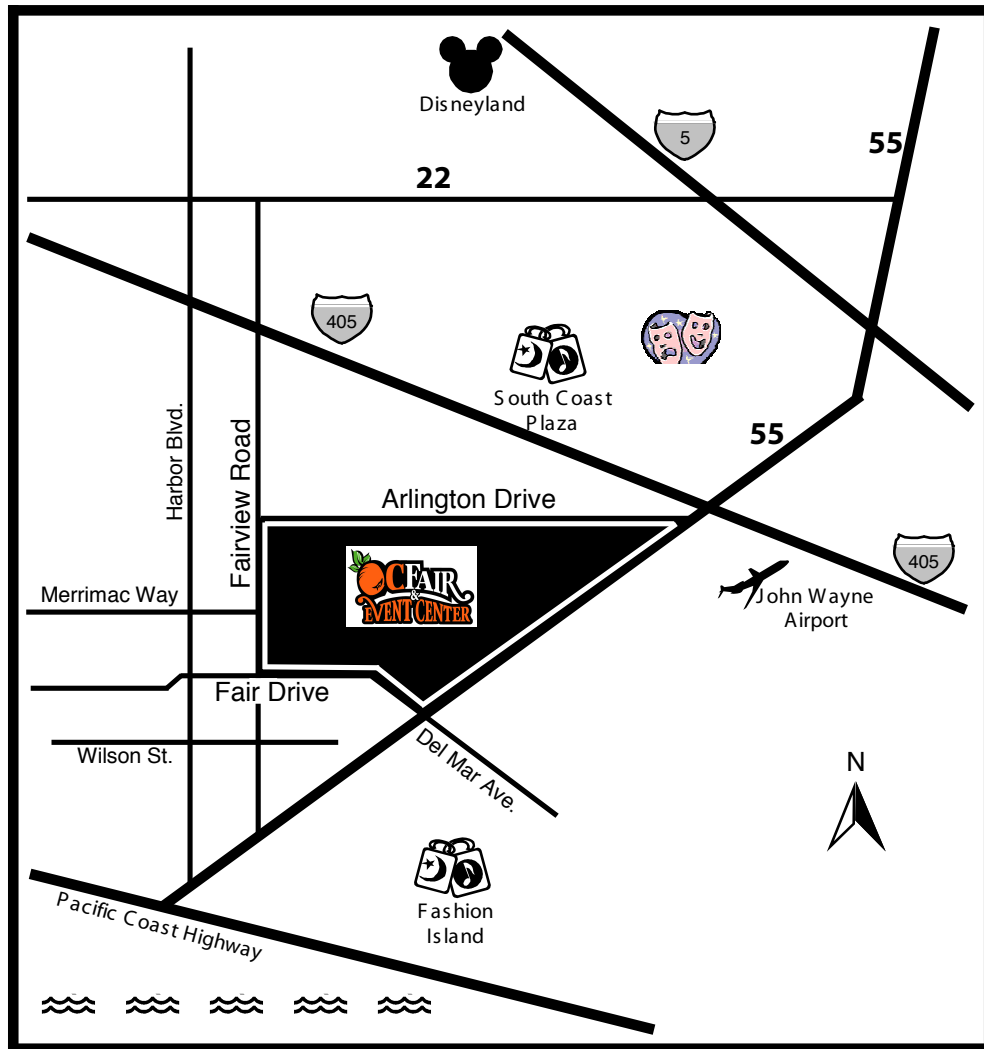 Disneyland
5
55
22
405
South Coast
Plaza
55
Harbor Blvd.
Fairview Road
Arlington Drive
405
OC FAIR
&
EVENT CENTER
Merrimac Way
John Wayne
Airport
Fair Drive
Wilson St.
Del Mar Ave.
N
Fashion
Island
Pacific Coast Highway